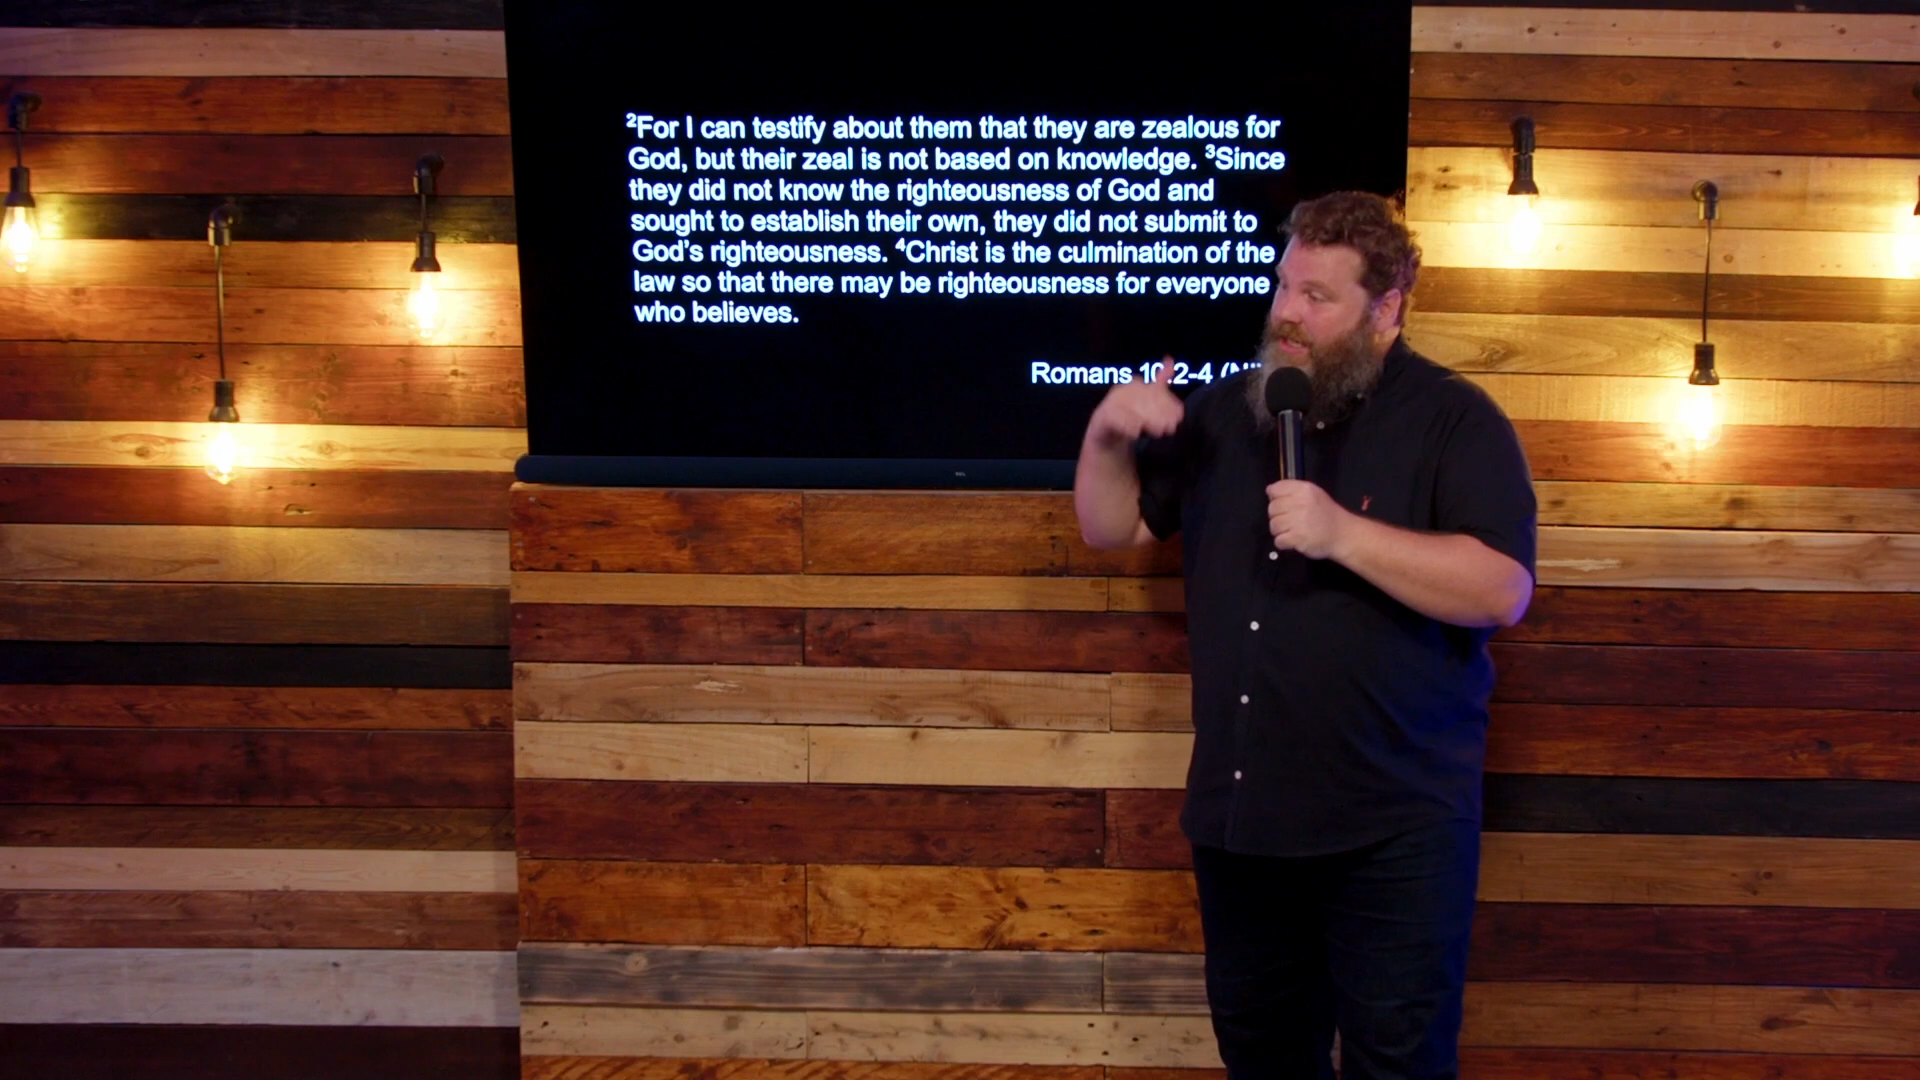 ²For I can testify about them that they are zealous for
God, but their zeal is not based on knowledge. ³Since
they did not know the righteousness of God and
sought to establish their own, they did not submit to
God's righteousness. ⁴Christ is the culmination of the
law so that there may be righteousness for everyone
who believes.
Romans 10:2-4